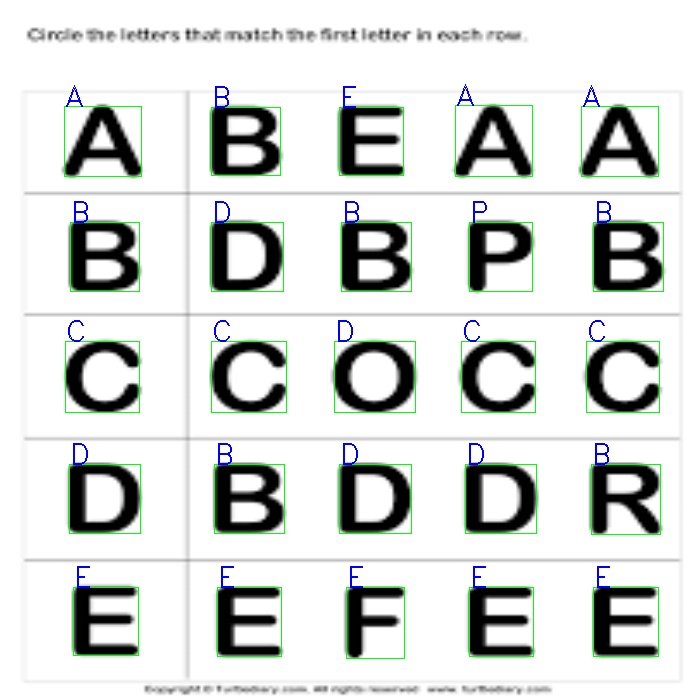 Circle the letters that match the first letter in each row.
A B E A A
A B E A A
B D B P B
B D B P B
C C D C C
C C O C C
D B D D B
D B D D R
E E E E E
E E F E E
Copyright © Turtlediary.com. All rights reserved www.turtlediary.com